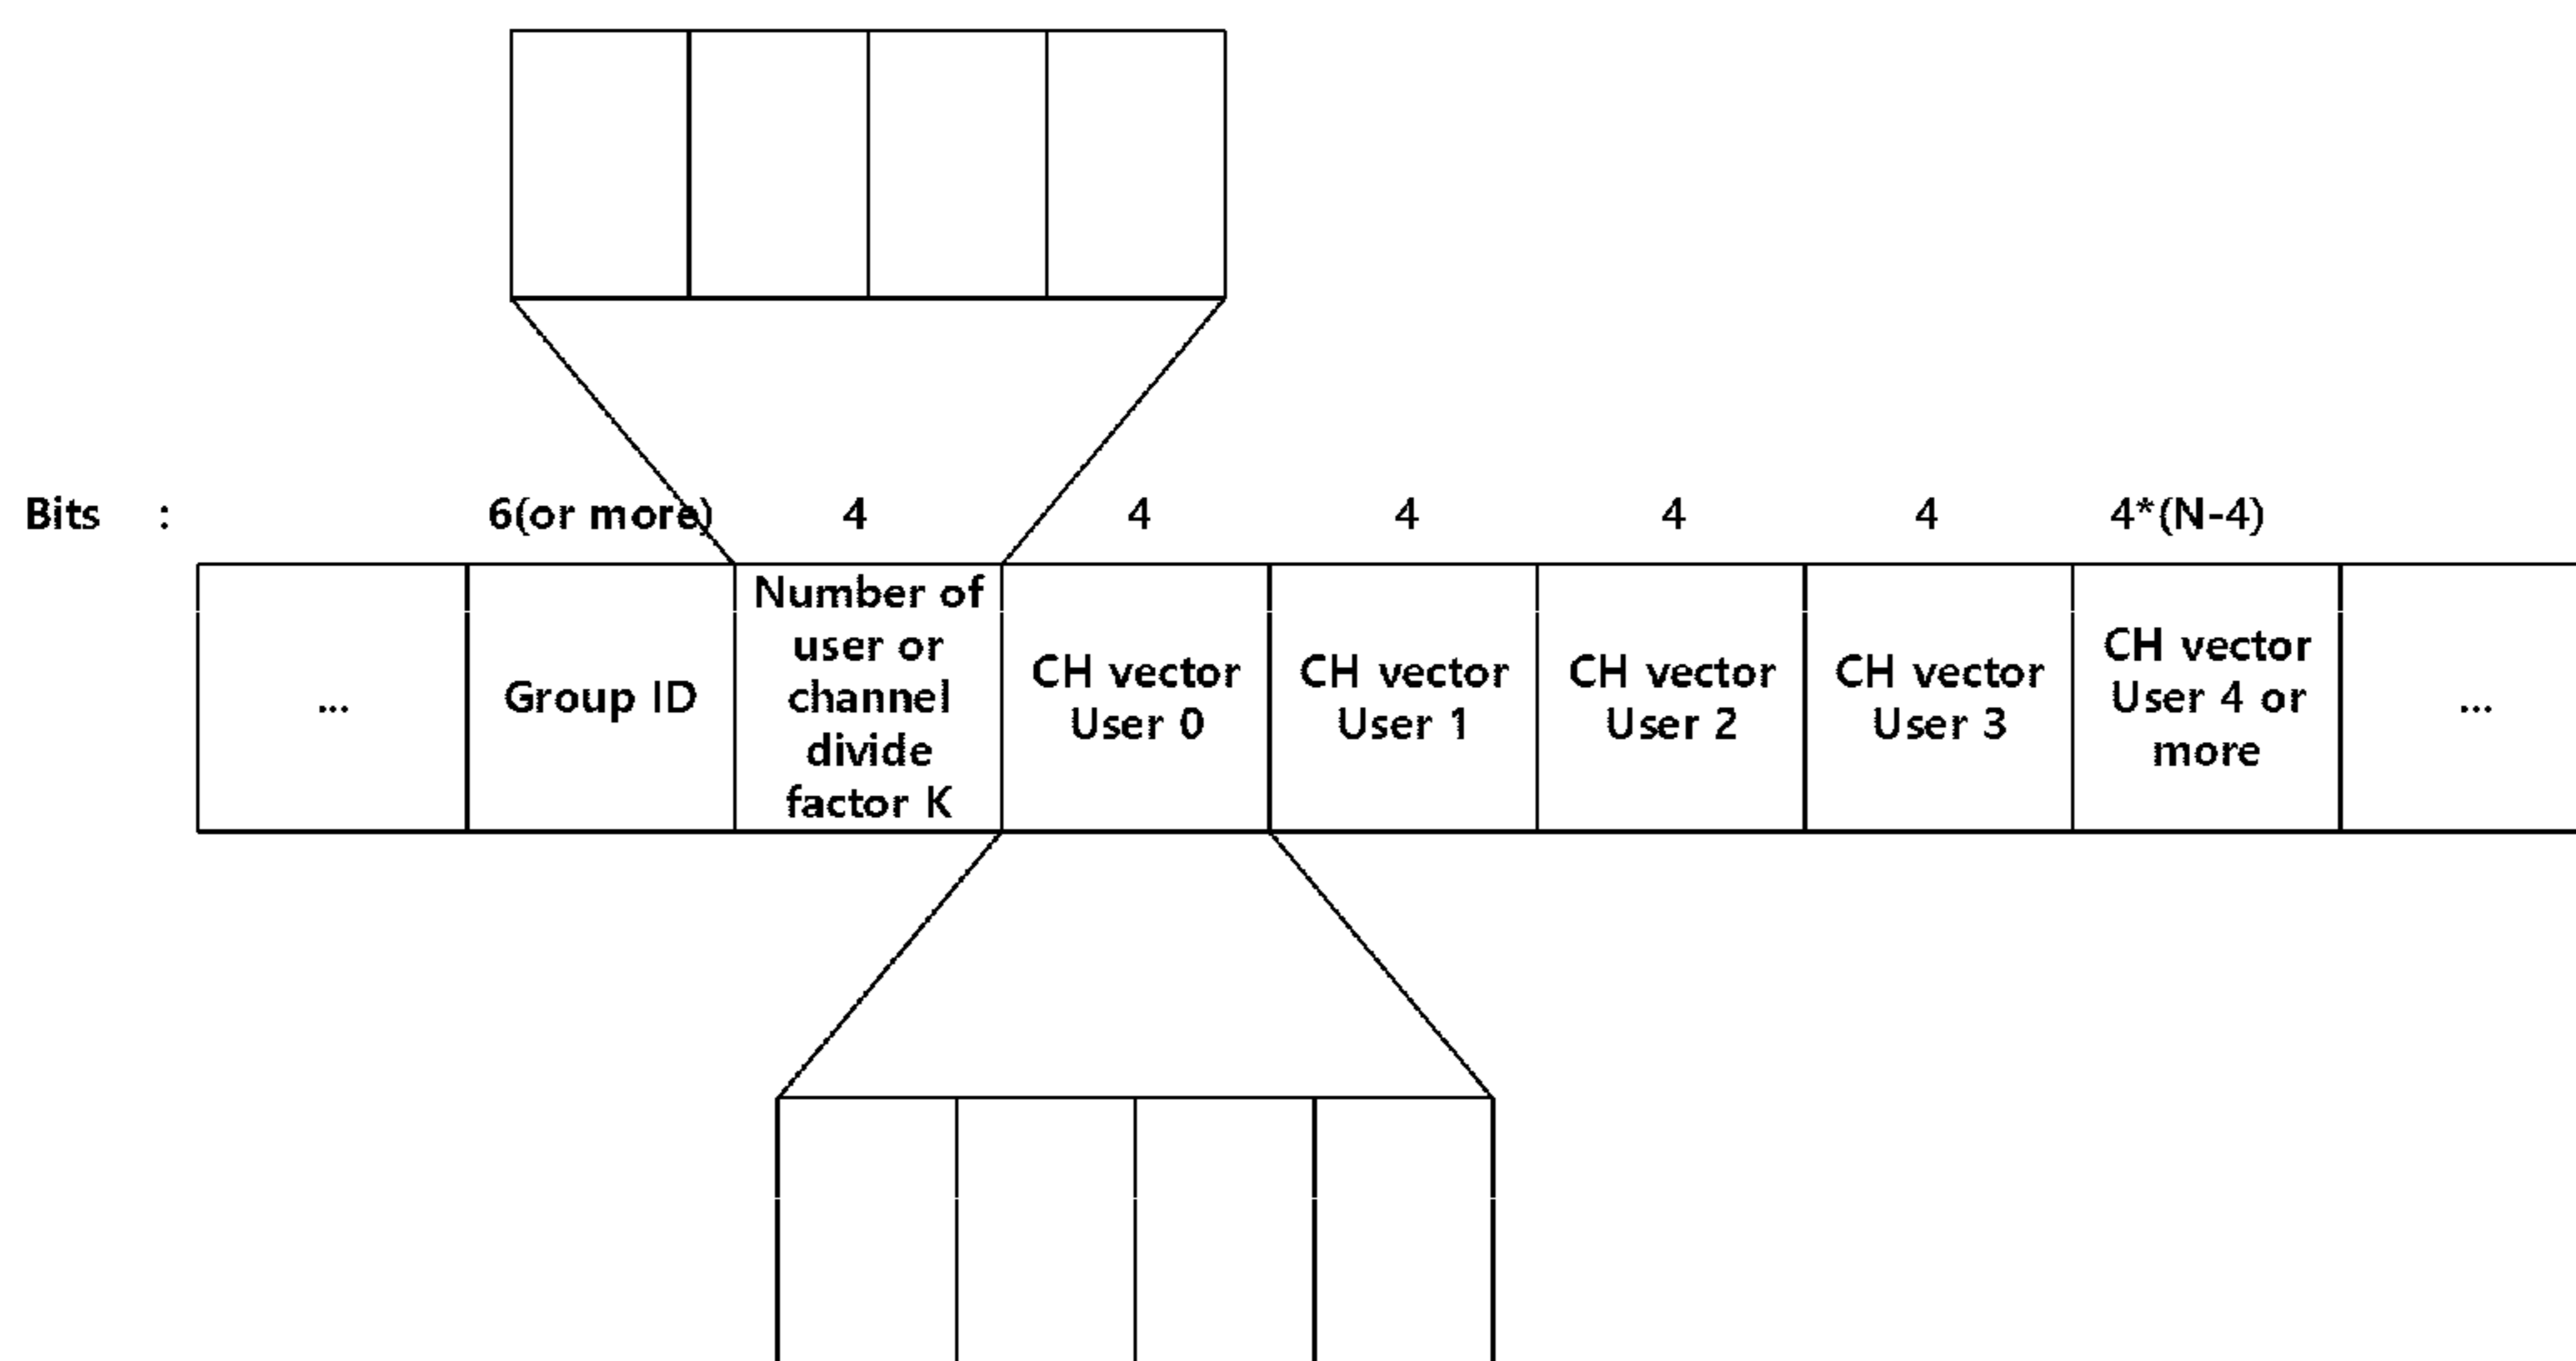 Bits : 6(or more) 4 4 4 4 4 4*(N-4)
...
Group ID
Number of
user or
channel
divide
factor K
CH vector
User 0
CH vector
User 1
CH vector
User 2
CH vector
User 3
CH vector
User 4 or
more
...